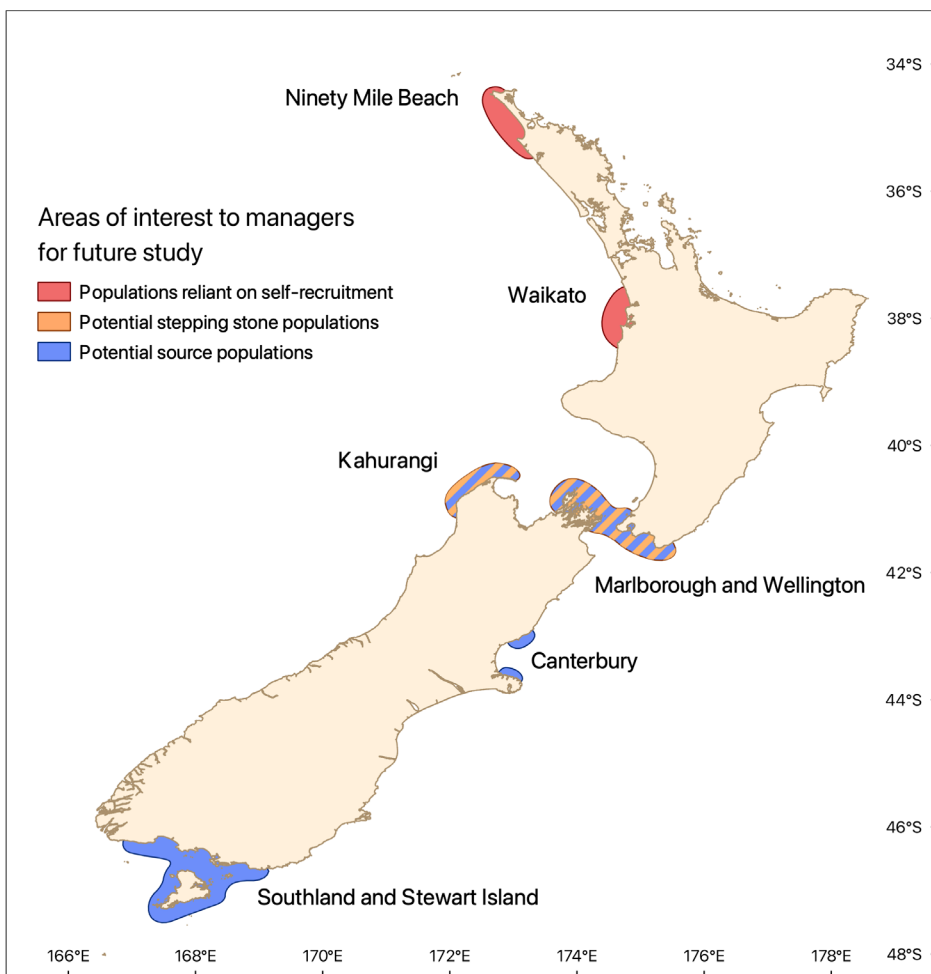 34°S
Ninety Mile Beach
36°S
Areas of interest to managers
for future study
Populations reliant on self-recruitment
Potential stepping stone populations
Potential source populations
Waikato
38°S
40°S
Kahurangi
42°S
Marlborough and Wellington
Canterbury
44°S
46°S
Southland and Stewart Island
166°E 168°E 170°E 172°E 174°E 176°E 178°E 48°S